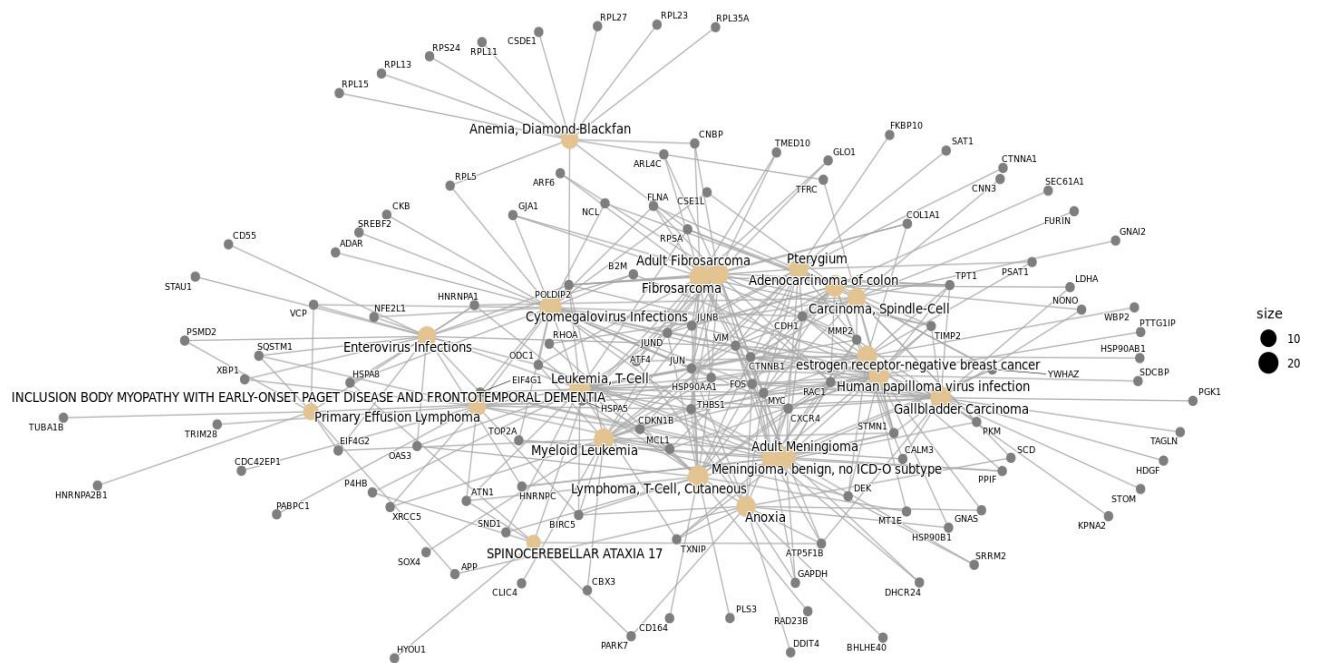 RPL27
RPL23
RPL35A
CSDE1
RPL11
RPS24
RPL13
RPL15
Anemia, Diamond-Blackfan
CNBP
FKBP10
TMED10
SAT1
GLO1
ARL4C
CTNNA1
CNN3
SEC61A1
RPL5
ARF6
TFRC
FLNA
CSE1L
CKB
GJA1
NCL
COL1A1
FURIN
SREBF2
GNAI2
CD55
ADAR
RPSA
Adult Fibrosarcoma
Pterygium
B2M
PSAT1
TPT1
LDHA
STAU1
Fibrosarcoma
Adenocarcinoma of colon
POLDIP2
HNRNPA1
NONO
VCP
NFE2L1
Carcinoma, Spindle-Cell
Cytomegalovirus Infections
JUNB
WBP2
PTTG1IP
CDH1
MMP2
PSMD2
RHOA
VIM
TIMP2
JUND
SQSTM1
Enterovirus Infections
HSP90AB1
ODC1
ATF4
JUN
CTNNB1
estrogen receptor-negative breast cancer
XBP1
HSPA8
EIF4G1
Leukemia, T-Cell
YWHAZ
SDCBP
HSP90AA1
FOS
RAC1
Human papilloma virus infection
PGK1
INCLUSION BODY MYOPATHY WITH EARLY-ONSET PAGET DISEASE AND FRONTOTEMPORAL DEMENTIA
MYC
HSPA5
THBS1
Gallbladder Carcinoma
TUBA1B
Primary Effusion Lymphoma
CDKN1B
CXCR4
STMN1
TRIM28
TOP2A
PKM
EIF4G2
MCL1
TAGLN
Myeloid Leukemia
Adult Meningioma
CALM3
SCD
OAS3
CDC42EP1
Meningioma, benign, no ICD-O subtype
HDGF
PPIF
P4HB
HNRNPA2B1
ATN1
HNRNPC
Lymphoma, T-Cell, Cutaneous
DEK
STOM
PABPC1
XRCC5
SND1
BIRC5
Anoxia
MT1E
GNAS
KPNA2
HSP90B1
TXNIP
SPINOCEREBELLAR ATAXIA 17
ATP5F1B
SOX4
SRRM2
APP
GAPDH
CLIC4
CBX3
DHCR24
PLS3
RAD23B
CD164
PARK7
DDIT4
BHLHE40
HYOU1
size
10
20